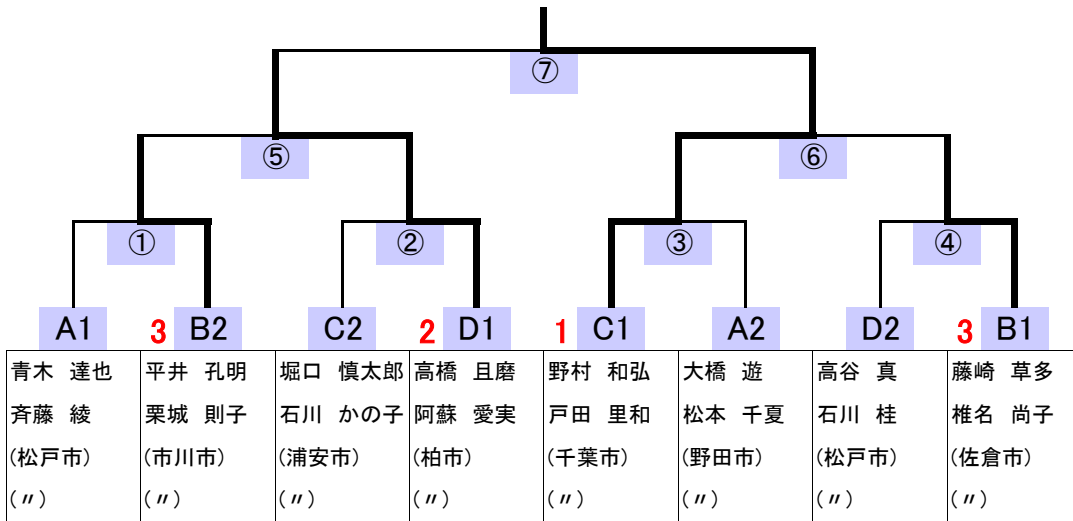 ⑦
⑤ ⑥
① ② ③ ④
A1 3 B2 C2 2 D1 1 C1 A2 D2 3 B1
青木 達也 平井 孔明 堀口 慎太郎 高橋 且磨 野村 和弘 大橋 遊 高谷 真 藤崎 草多
斉藤 綾 栗城 則子 石川 かの子 阿蘇 愛実 戸田 里和 松本 千夏 石川 桂 椎名 尚子
(松戸市) (市川市) (浦安市) (柏市) (千葉市) (野田市) (松戸市) (佐倉市)
(〃) (〃) (〃) (〃) (〃) (〃) (〃) (〃)